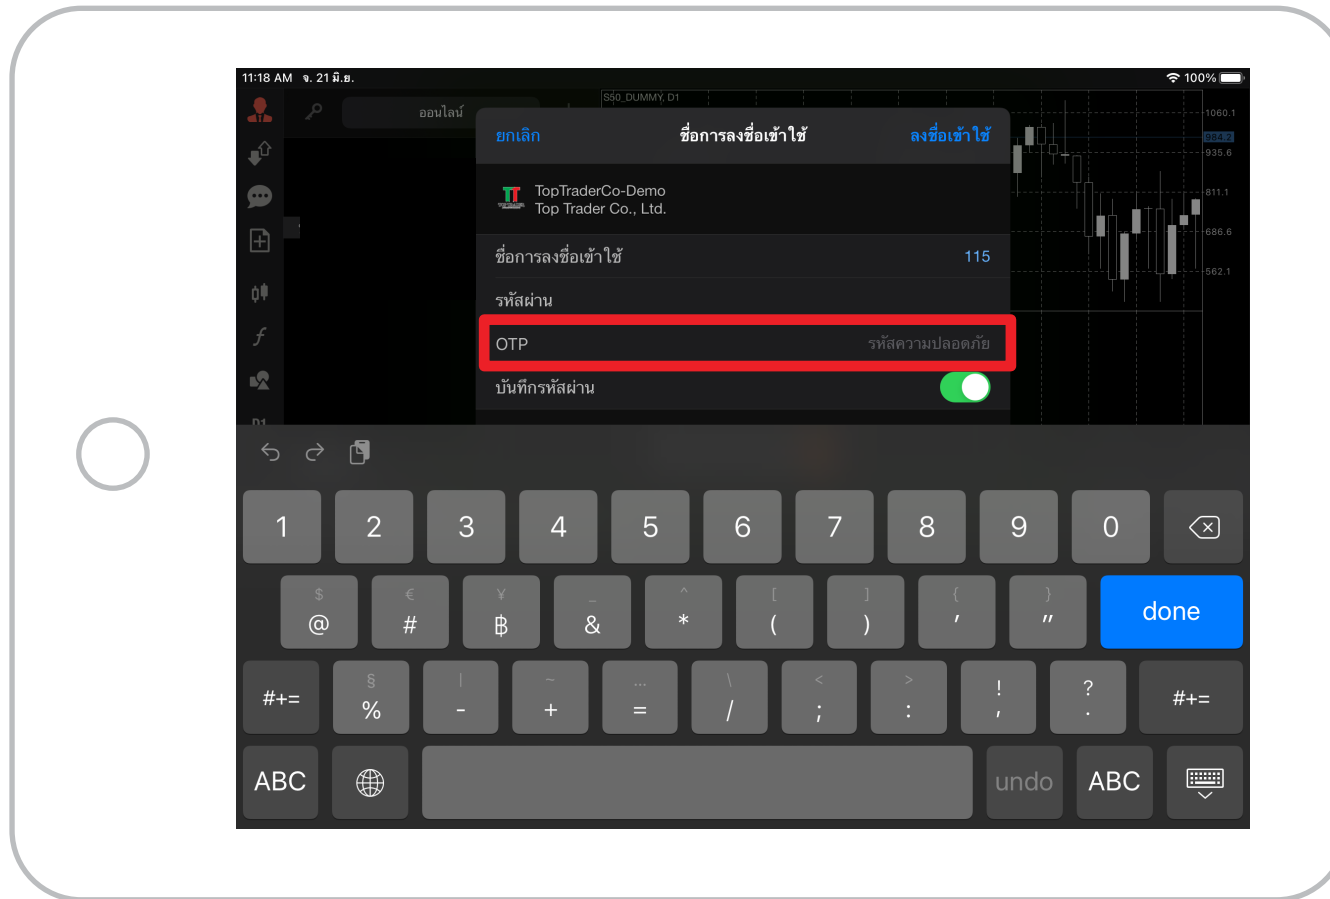 11:18 AM จ. 21 มิ.ย.
100%
ออนไลน์
S50_DUMMY, D1
1060.1
984.2
935.6
811.1
686.6
562.1
ยกเลิก ชื่อการลงชื่อเข้าใช้ ลงชื่อเข้าใช้
TopTraderCo-Demo
Top Trader Co., Ltd.
ชื่อการลงชื่อเข้าใช้ 115
รหัสผ่าน
OTP รหัสความปลอดภัย
บันทึกรหัสผ่าน
D1
1 2 3 4 5 6 7 8 9 0
$ € ¥ _ ^ [ ] { }
@ # ฿ & * ( ) ' " done
§ | ~ … \ < > ! ?
#+= % - + = / ; : , . #+=
ABC undo ABC